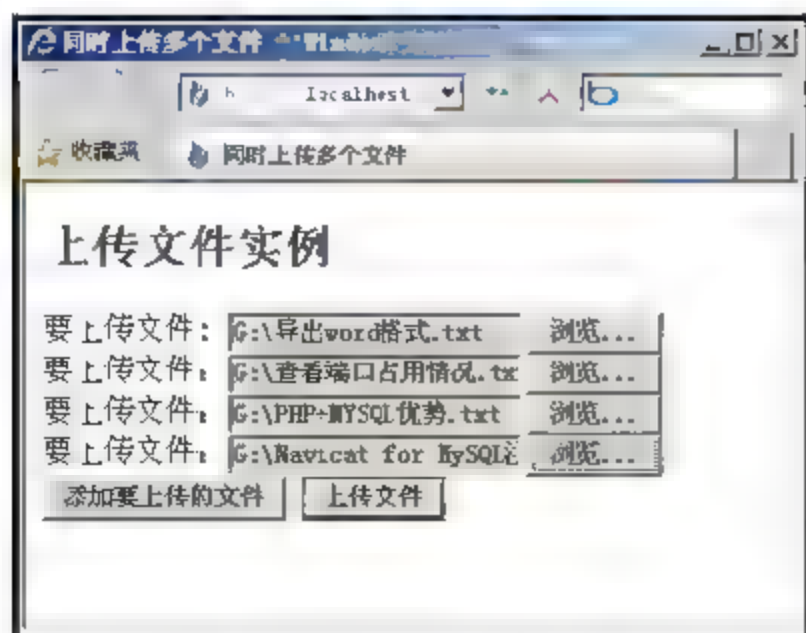 同时上传多个文件 - Windows
localhost
收藏夹 同时上传多个文件
上传文件实例
要上传文件: G:\导出word格式.txt 浏览...
要上传文件: G:\查看端口占用情况.tx 浏览...
要上传文件: G:\PHP+MYSQL优势.txt 浏览...
要上传文件: G:\Navicat for MySQL 浏览...
添加要上传的文件 上传文件